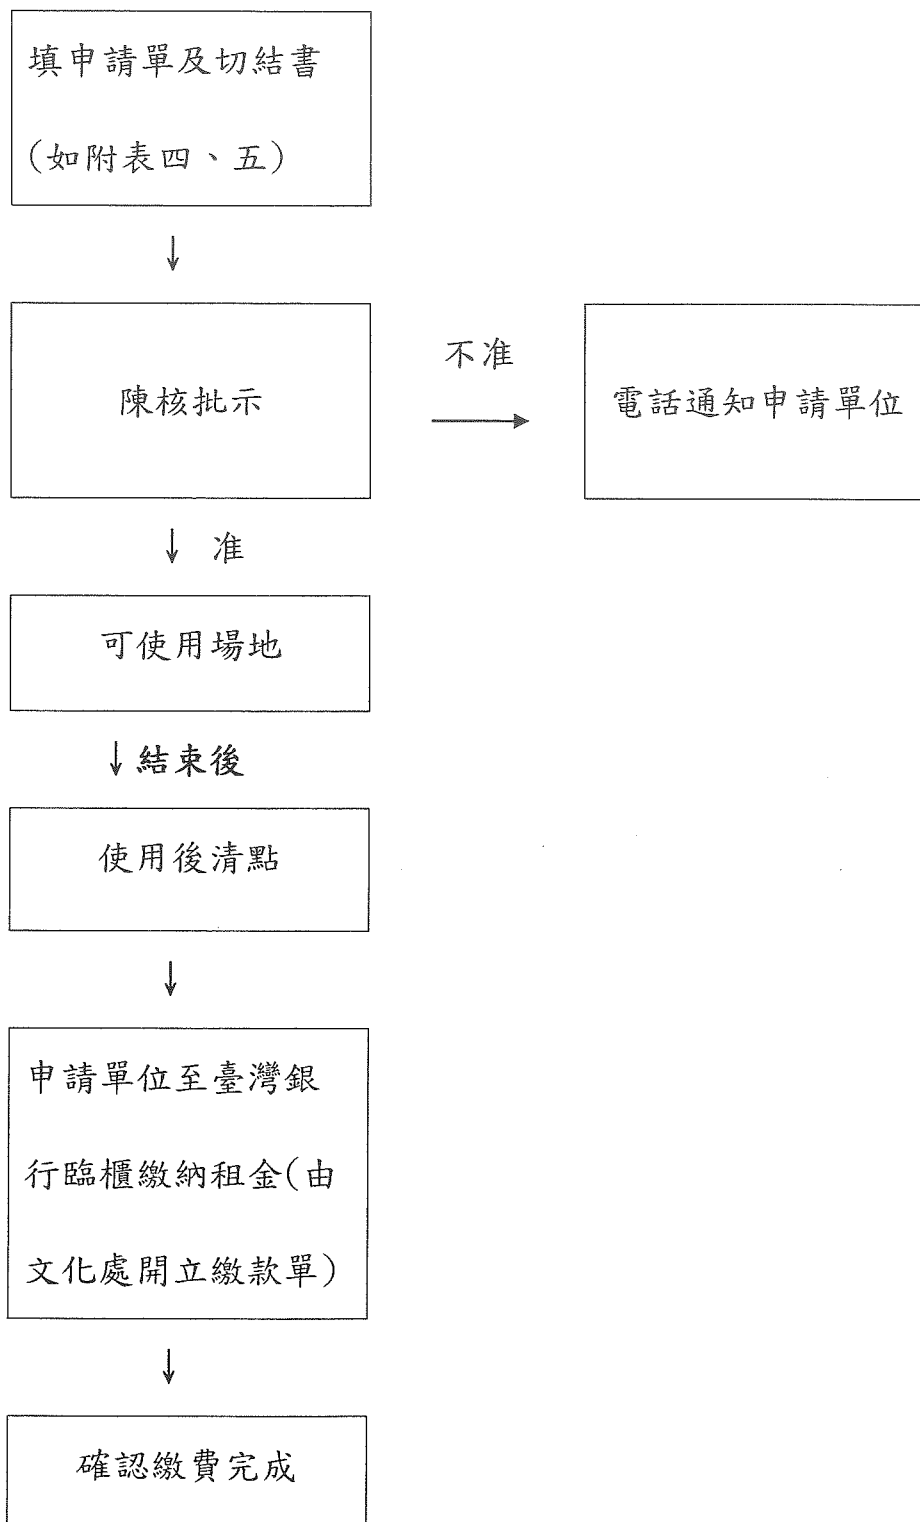 填申請單及切結書
(如附表四、五)
↓
陳核批示
不准
→
電話通知申請單位
↓ 准
可使用場地
↓結束後
使用後清點
↓
申請單位至臺灣銀
行臨櫃繳納租金(由
文化處開立繳款單)
↓
確認繳費完成